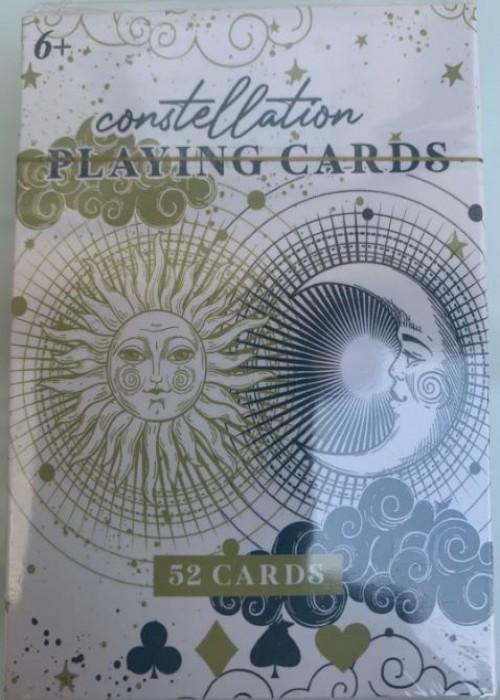 6+
constellation
PLAYING CARDS
52 CARDS